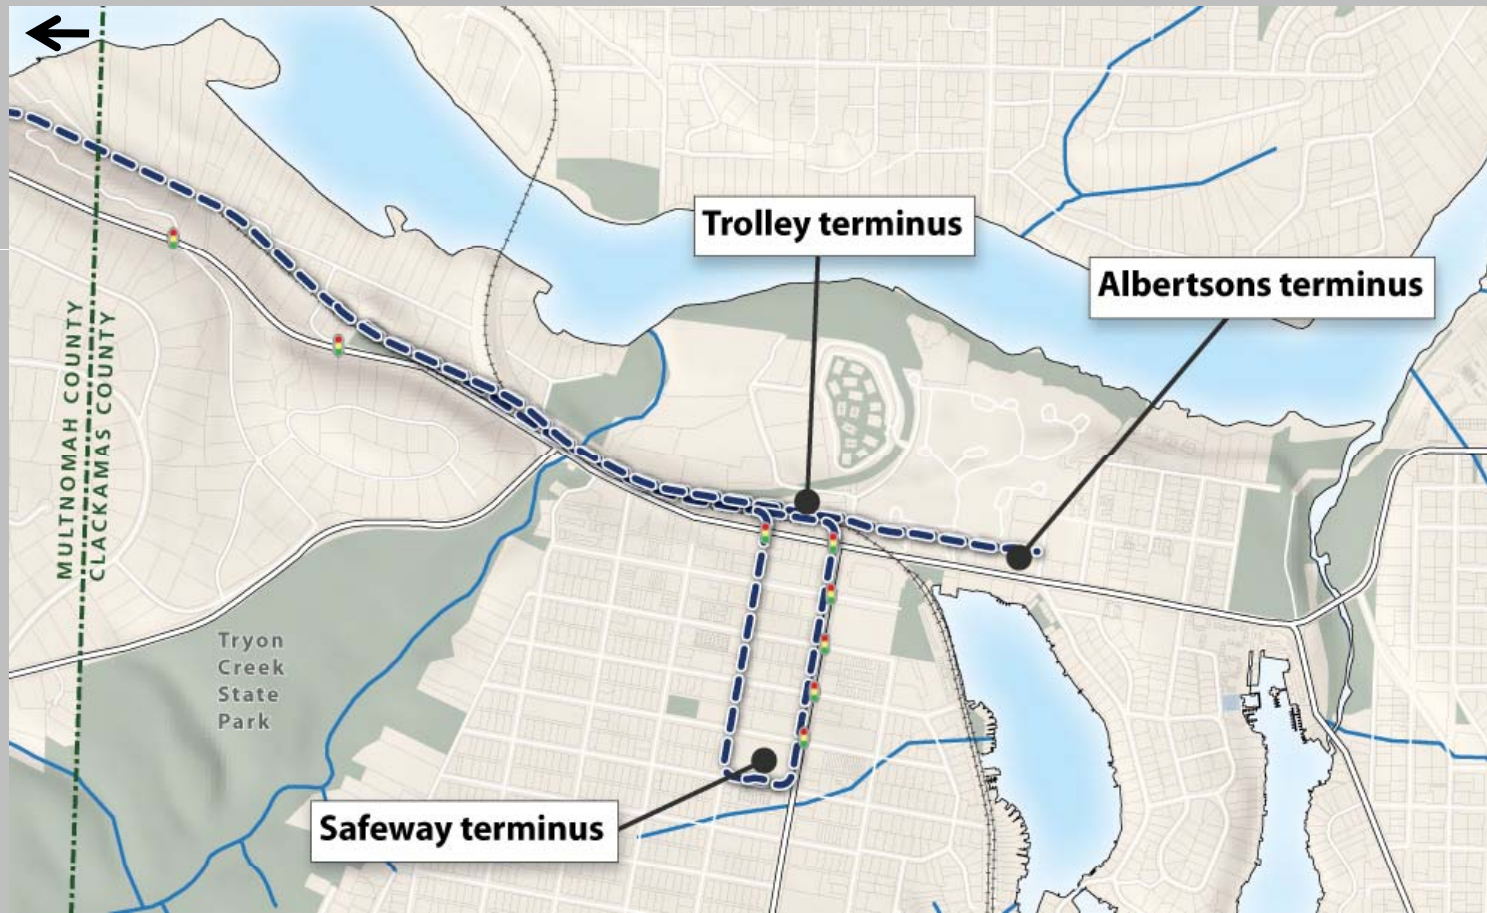 Trolley terminus
Albertsons terminus
MULTNOMAH COUNTY
CLACKAMAS COUNTY
Tryon
Creek
State
Park
Safeway terminus